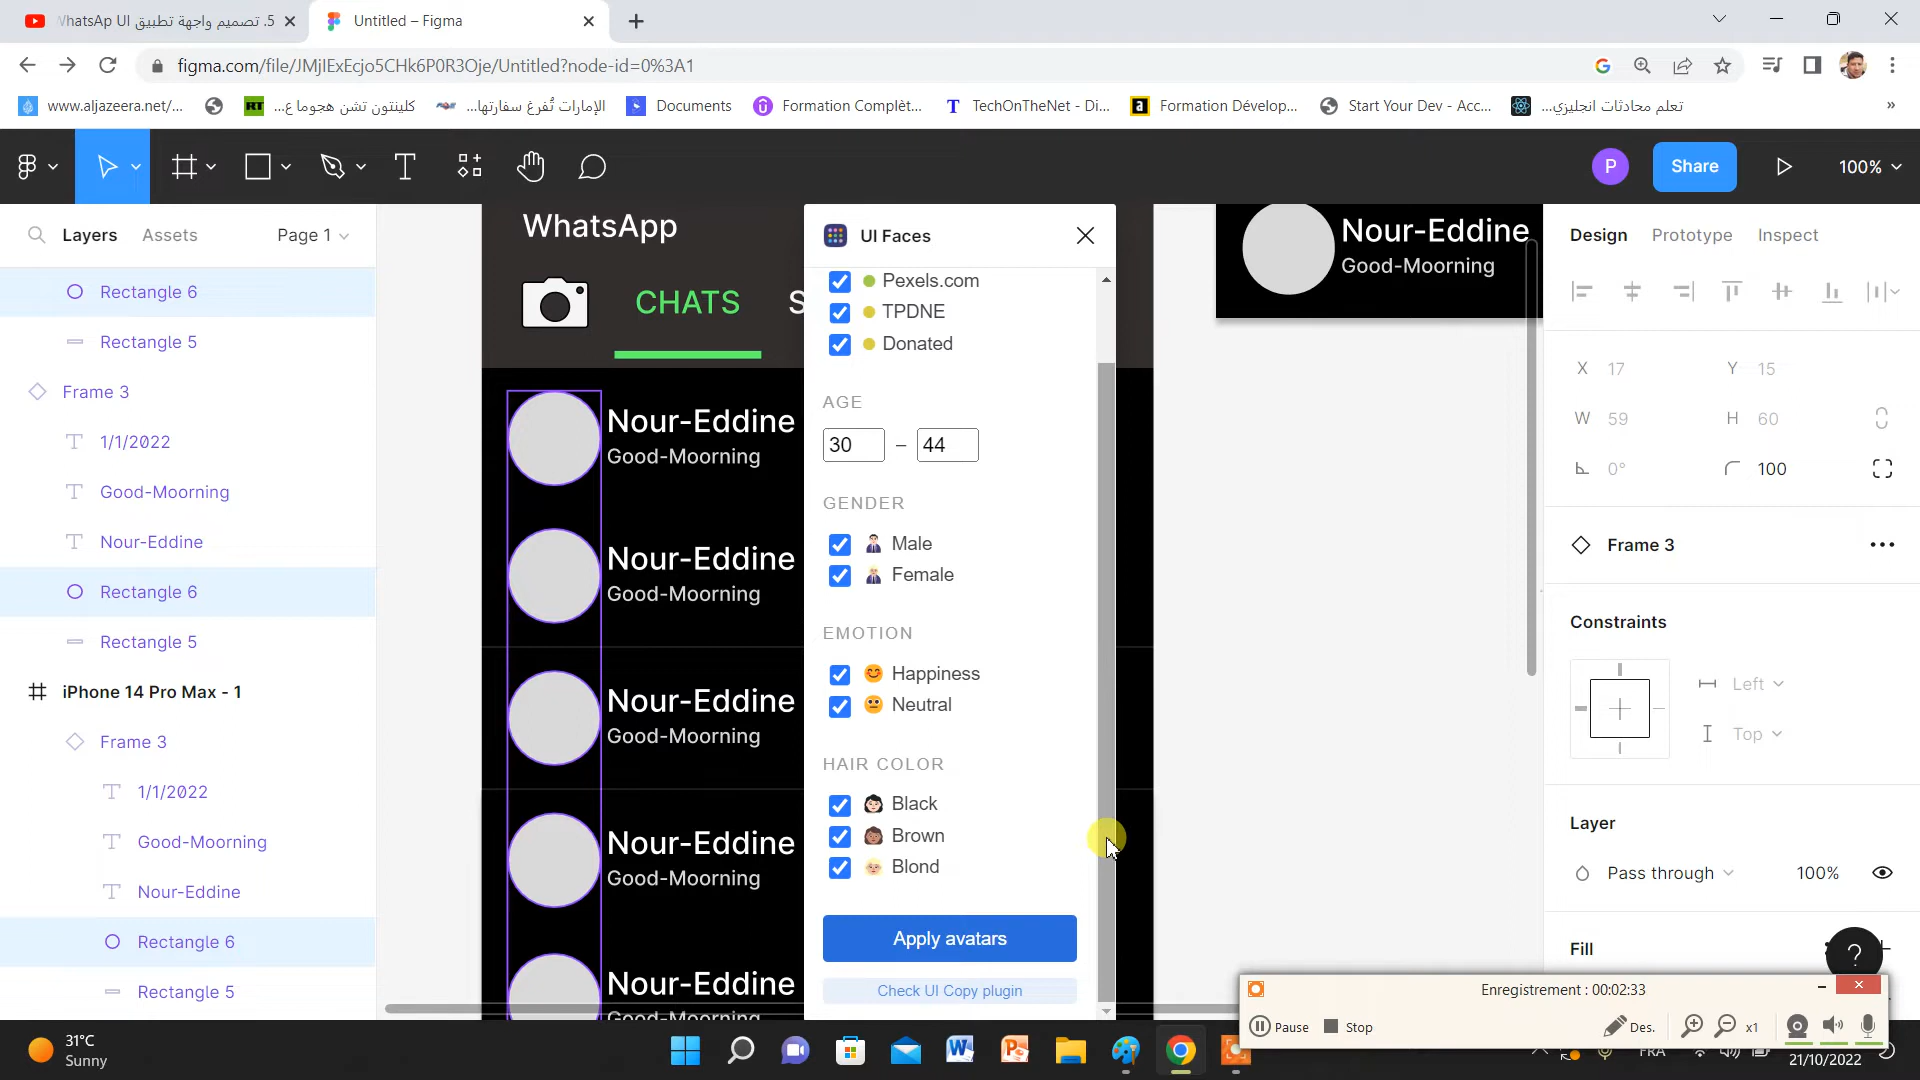 5. تصميم واجهة تطبيق WhatsAp UI
Untitled – Figma
figma.com/file/JMjIExEcjo5CHk6P0R3Oje/Untitled?node-id=0%3A1
www.aljazeera.net/...
كلينتون تشن هجوما ع...
الإمارات تُفرغ سفارتها...
Documents
Formation Complèt...
TechOnTheNet - Di...
Formation Dévelop...
Start Your Dev - Acc...
تعلم محادثات انجليزي...
»
P
Share
100%
Layers
Assets
Page 1
Rectangle 6
Rectangle 5
Frame 3
1/1/2022
Good-Moorning
Nour-Eddine
Rectangle 6
Rectangle 5
iPhone 14 Pro Max - 1
Frame 3
1/1/2022
Good-Moorning
Nour-Eddine
Rectangle 6
Rectangle 5
WhatsApp
CHATS
S
Nour-Eddine
Good-Moorning
Nour-Eddine
Good-Moorning
Nour-Eddine
Good-Moorning
Nour-Eddine
Good-Moorning
Nour-Eddine
Good-Moorning
UI Faces
Pexels.com
TPDNE
Donated
AGE
30 – 44
GENDER
Male
Female
EMOTION
Happiness
Neutral
HAIR COLOR
Black
Brown
Blond
Apply avatars
Check UI Copy plugin
Nour-Eddine
Good-Moorning
Design
Prototype
Inspect
X 17
Y 15
W 59
H 60
0°
100
Frame 3
Constraints
Left
Top
Layer
Pass through
100%
Fill
?
Enregistrement : 00:02:33
Pause
Stop
Des.
x1
31°C
Sunny
FRA
21/10/2022